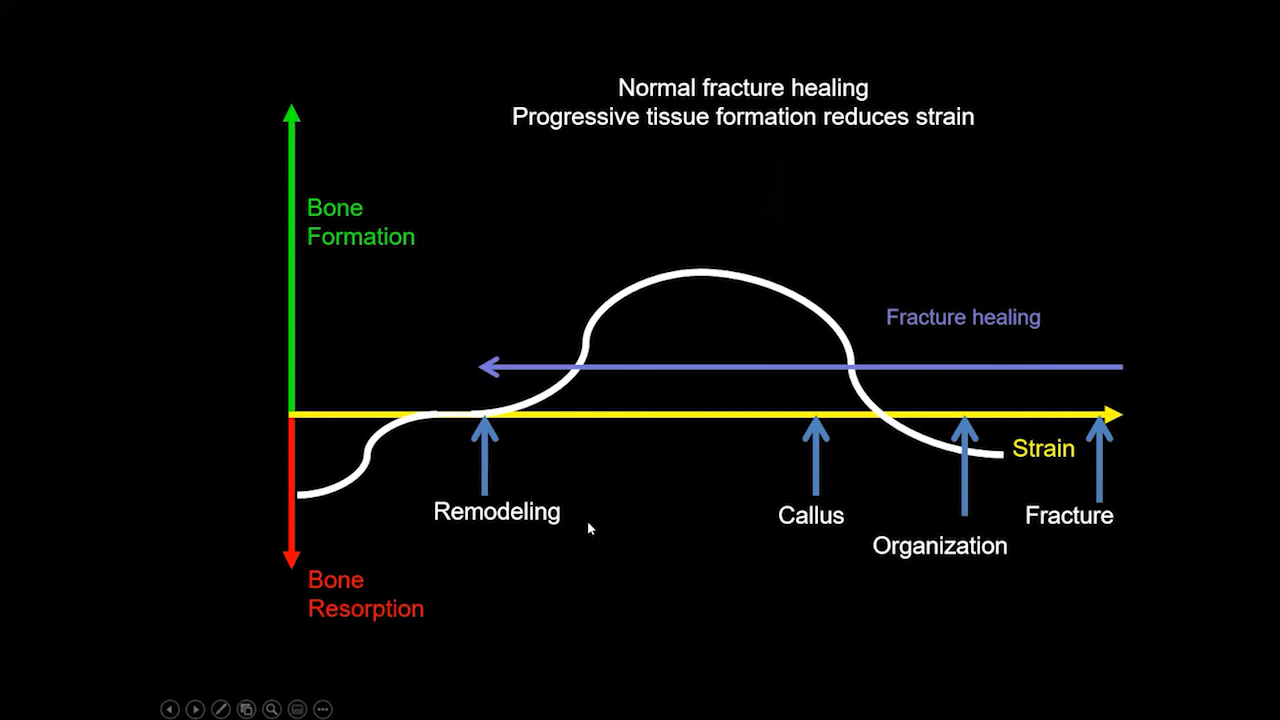 Normal fracture healing
Progressive tissue formation reduces strain
Bone
Formation
Fracture healing
Strain
Remodeling
Callus
Fracture
Organization
Bone
Resorption